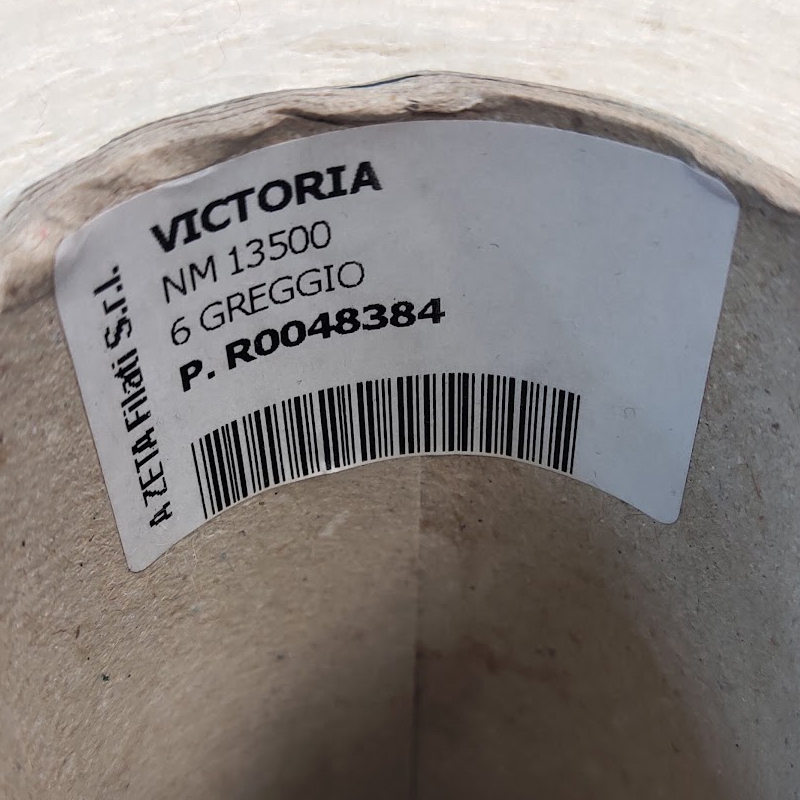 VICTORIA
NM 13500
6 GREGGIO
P. R0048384
A ZETA Filati S.r.l.